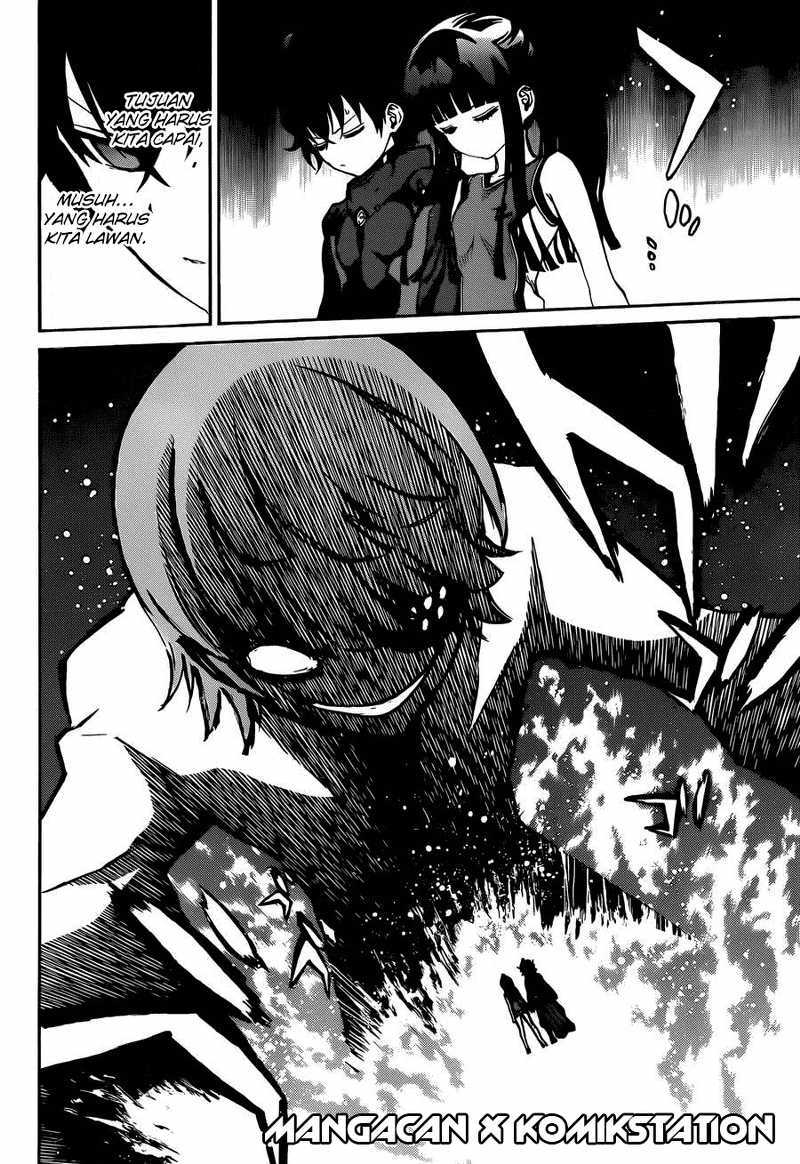 TUJUAN
YANG HARUS
KITA CAPAI,
MUSUH...
YANG HARUS
KITA LAWAN.
MANGACAN X KOMIKSTATION